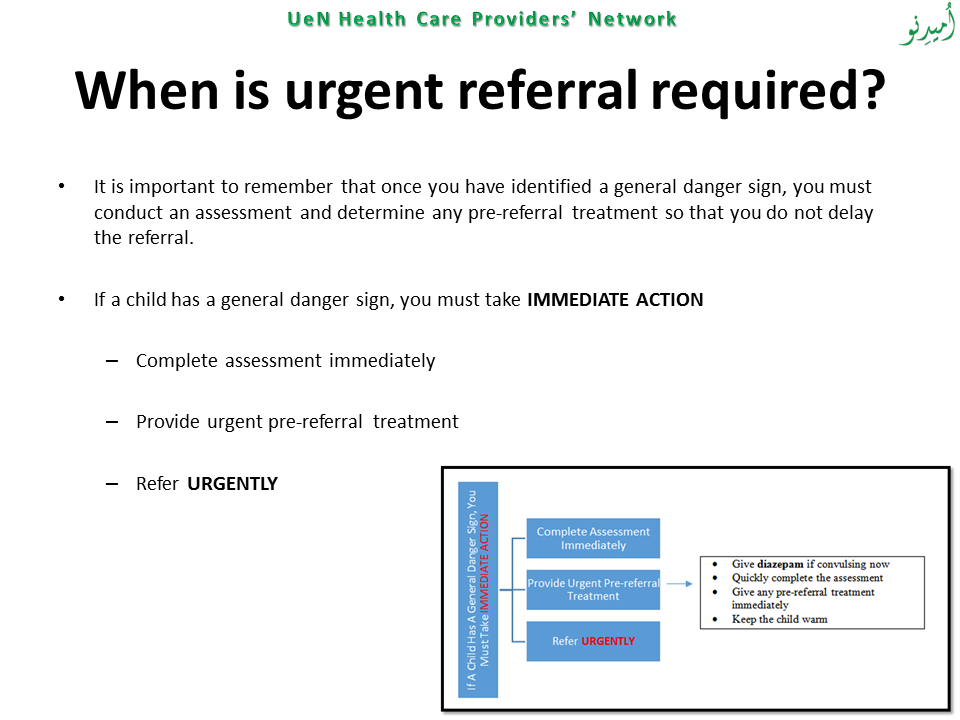 UeN Health Care Providers’ Network
اُمیدِنو
When is urgent referral required?
• It is important to remember that once you have identified a general danger sign, you must
conduct an assessment and determine any pre-referral treatment so that you do not delay
the referral.
• If a child has a general danger sign, you must take IMMEDIATE ACTION
– Complete assessment immediately
– Provide urgent pre-referral treatment
– Refer URGENTLY
If A Child Has A General Danger Sign, You
Must Take IMMEDIATE ACTION
Complete Assessment
Immediately
Provide Urgent Pre-referral
Treatment
Refer URGENTLY
• Give diazepam if convulsing now
• Quickly complete the assessment
• Give any pre-referral treatment
immediately
• Keep the child warm